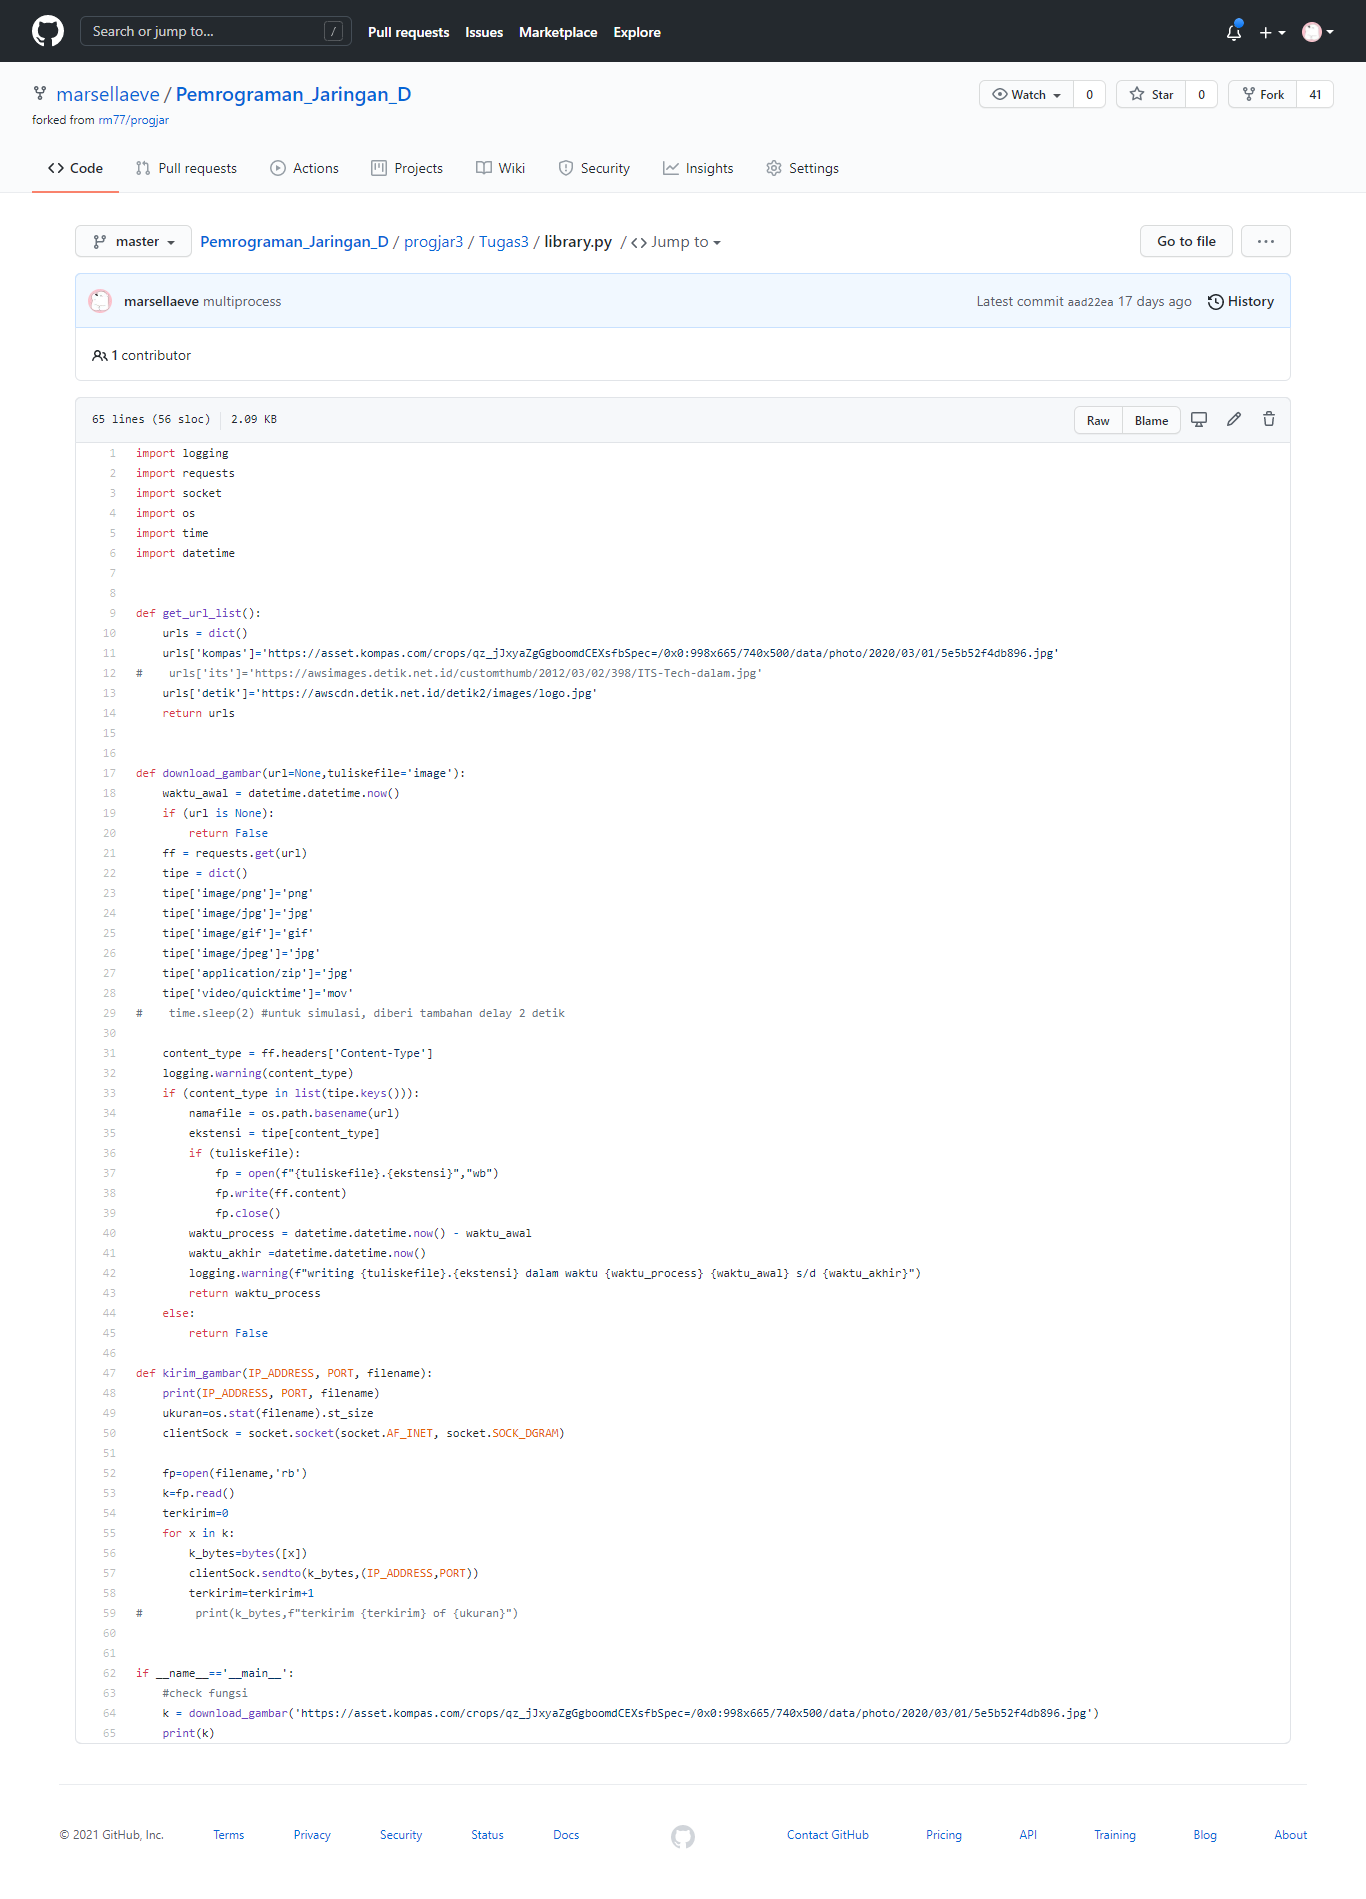 Search or jump to... /
Pull requests Issues Marketplace Explore
marsellaeve / Pemrograman_Jaringan_D
Watch 0 Star 0 Fork 41
forked from rm77/progjar
Code Pull requests Actions Projects Wiki Security Insights Settings
master Pemrograman_Jaringan_D / progjar3 / Tugas3 / library.py / <> Jump to
Go to file ...
marsellaeve multiprocess
Latest commit aad22ea 17 days ago History
1 contributor
65 lines (56 sloc) 2.09 KB
Raw Blame
1 import logging
2 import requests
3 import socket
4 import os
5 import time
6 import datetime
7
8
9 def get_url_list():
10     urls = dict()
11     urls['kompas']='https://asset.kompas.com/crops/qz_jJxyaZgGgboomdCEXsfbSpec=/0x0:998x665/740x500/data/photo/2020/03/01/5e5b52f4db896.jpg'
12 #    urls['its']='https://awsimages.detik.net.id/customthumb/2012/03/02/398/ITS-Tech-dalam.jpg'
13     urls['detik']='https://awscdn.detik.net.id/detik2/images/logo.jpg'
14     return urls
15
16
17 def download_gambar(url=None,tuliskefile='image'):
18     waktu_awal = datetime.datetime.now()
19     if (url is None):
20         return False
21     ff = requests.get(url)
22     tipe = dict()
23     tipe['image/png']='png'
24     tipe['image/jpg']='jpg'
25     tipe['image/gif']='gif'
26     tipe['image/jpeg']='jpg'
27     tipe['application/zip']='jpg'
28     tipe['video/quicktime']='mov'
29 #    time.sleep(2) #untuk simulasi, diberi tambahan delay 2 detik
30
31     content_type = ff.headers['Content-Type']
32     logging.warning(content_type)
33     if (content_type in list(tipe.keys())):
34         namafile = os.path.basename(url)
35         ekstensi = tipe[content_type]
36         if (tuliskefile):
37             fp = open(f"{tuliskefile}.{ekstensi}","wb")
38             fp.write(ff.content)
39             fp.close()
40         waktu_process = datetime.datetime.now() - waktu_awal
41         waktu_akhir =datetime.datetime.now()
42         logging.warning(f"writing {tuliskefile}.{ekstensi} dalam waktu {waktu_process} {waktu_awal} s/d {waktu_akhir}")
43         return waktu_process
44     else:
45         return False
46
47 def kirim_gambar(IP_ADDRESS, PORT, filename):
48     print(IP_ADDRESS, PORT, filename)
49     ukuran=os.stat(filename).st_size
50     clientSock = socket.socket(socket.AF_INET, socket.SOCK_DGRAM)
51
52     fp=open(filename,'rb')
53     k=fp.read()
54     terkirim=0
55     for x in k:
56         k_bytes=bytes([x])
57         clientSock.sendto(k_bytes,(IP_ADDRESS,PORT))
58         terkirim=terkirim+1
59 #        print(k_bytes,f"terkirim {terkirim} of {ukuran}")
60
61
62 if __name__=='__main__':
63     #check fungsi
64     k = download_gambar('https://asset.kompas.com/crops/qz_jJxyaZgGgboomdCEXsfbSpec=/0x0:998x665/740x500/data/photo/2020/03/01/5e5b52f4db896.jpg')
65     print(k)
© 2021 GitHub, Inc. Terms Privacy Security Status Docs Contact GitHub Pricing API Training Blog About